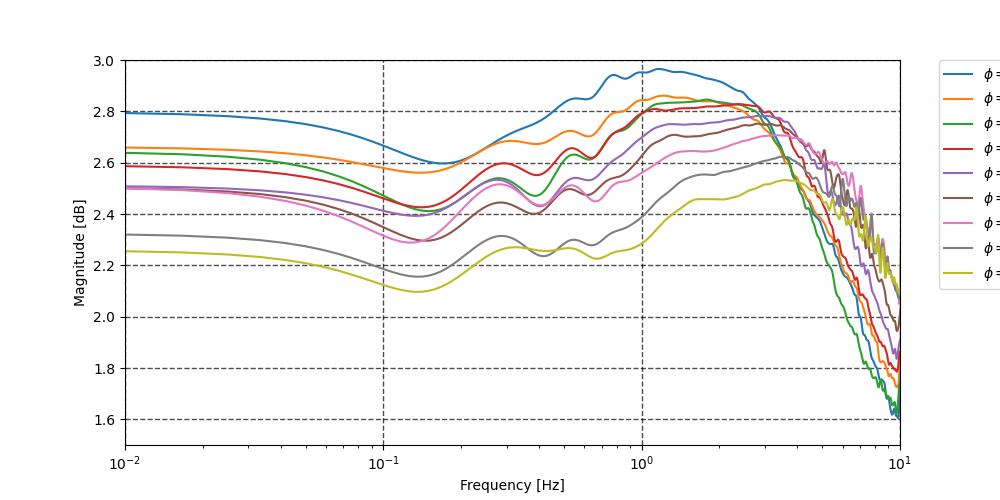 3.0
2.8
2.6
2.4
2.2
2.0
1.8
1.6
Magnitude [dB]
10⁻²
10⁻¹
10⁰
10¹
Frequency [Hz]
ϕ=
ϕ=
ϕ=
ϕ=
ϕ=
ϕ=
ϕ=
ϕ=
ϕ=